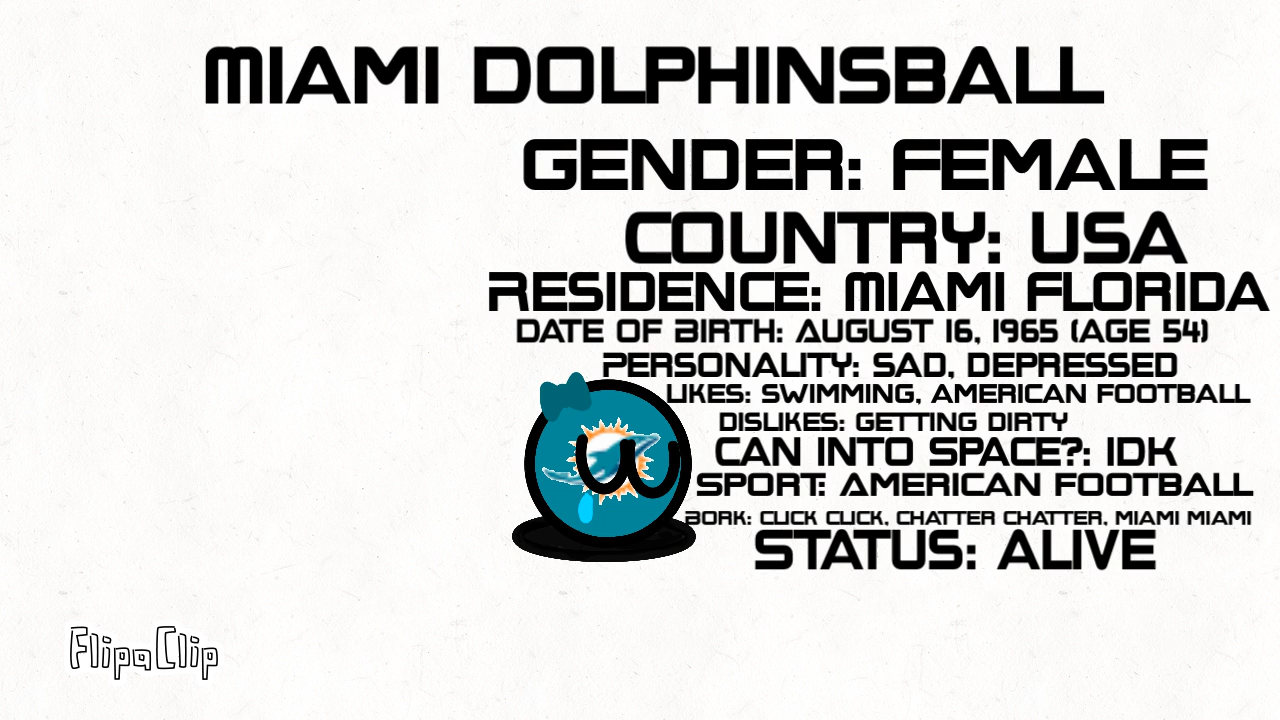 MIAMI DOLPHINSBALL
GENDER: FEMALE
COUNTRY: USA
RESIDENCE: MIAMI FLORIDA
DATE OF BIRTH: AUGUST 16, 1965 (AGE 54)
PERSONALITY: SAD, DEPRESSED
LIKES: SWIMMING, AMERICAN FOOTBALL
DISLIKES: GETTING DIRTY
CAN INTO SPACE?: IDK
SPORT: AMERICAN FOOTBALL
BORK: CLICK CLICK, CHATTER CHATTER, MIAMI MIAMI
STATUS: ALIVE
FlipaClip